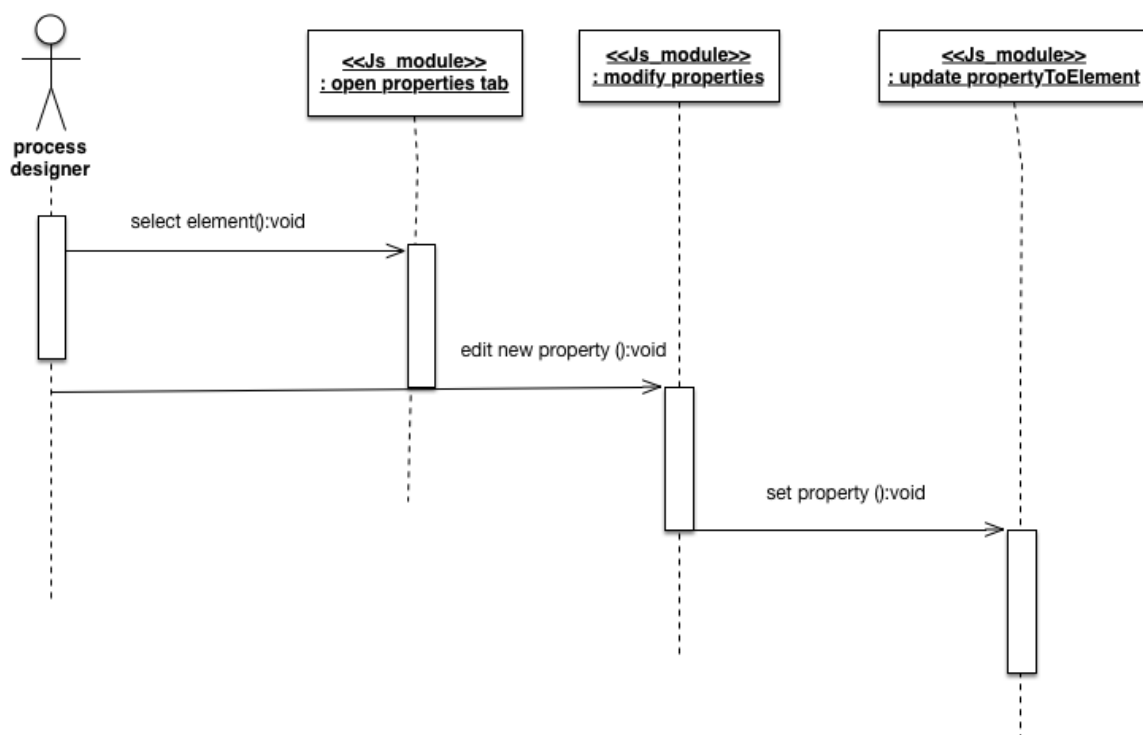 <<Js_module>>
: open properties tab
<<Js_module>>
: modify properties
<<Js_module>>
: update propertyToElement
process
designer
select element():void
edit new property ():void
set property ():void